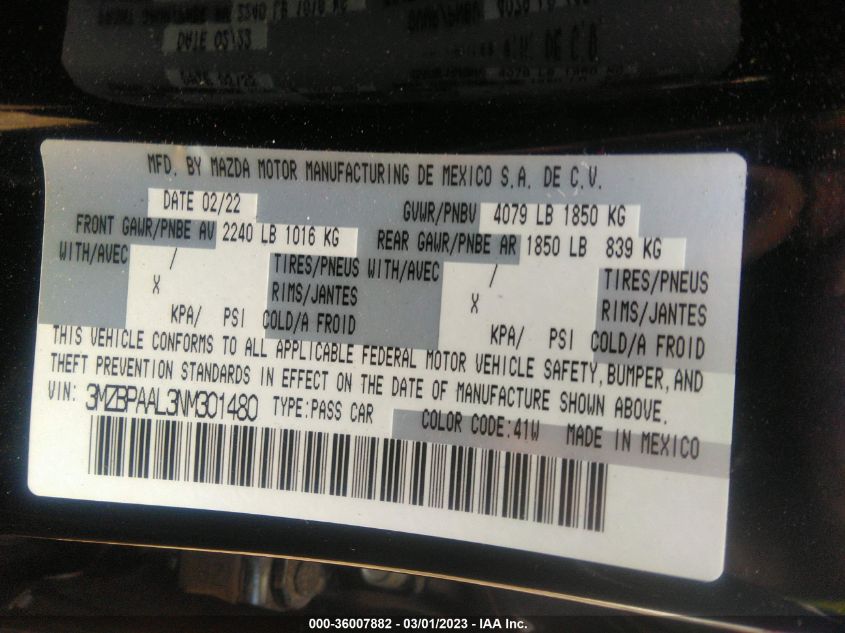 MFD. BY MAZDA MOTOR MANUFACTURING DE MEXICO S.A. DE C.V.
DATE 02/22 GVWR/PNBV 4079 LB 1850 KG
FRONT GAWR/PNBE AV 2240 LB 1016 KG REAR GAWR/PNBE AR 1850 LB 839 KG
WITH/AVEC / TIRES/PNEUS WITH/AVEC / TIRES/PNEUS
X RIMS/JANTES X RIMS/JANTES
KPA/ PSI COLD/A FROID KPA/ PSI COLD/A FROID
THIS VEHICLE CONFORMS TO ALL APPLICABLE FEDERAL MOTOR VEHICLE SAFETY, BUMPER, AND
THEFT PREVENTION STANDARDS IN EFFECT ON THE DATE OF MANUFACTURE SHOWN ABOVE.
VIN: 3MZBPAAL3NM301480 TYPE:PASS CAR COLOR CODE:41W MADE IN MEXICO
000-36007882 - 03/01/2023 - IAA Inc.